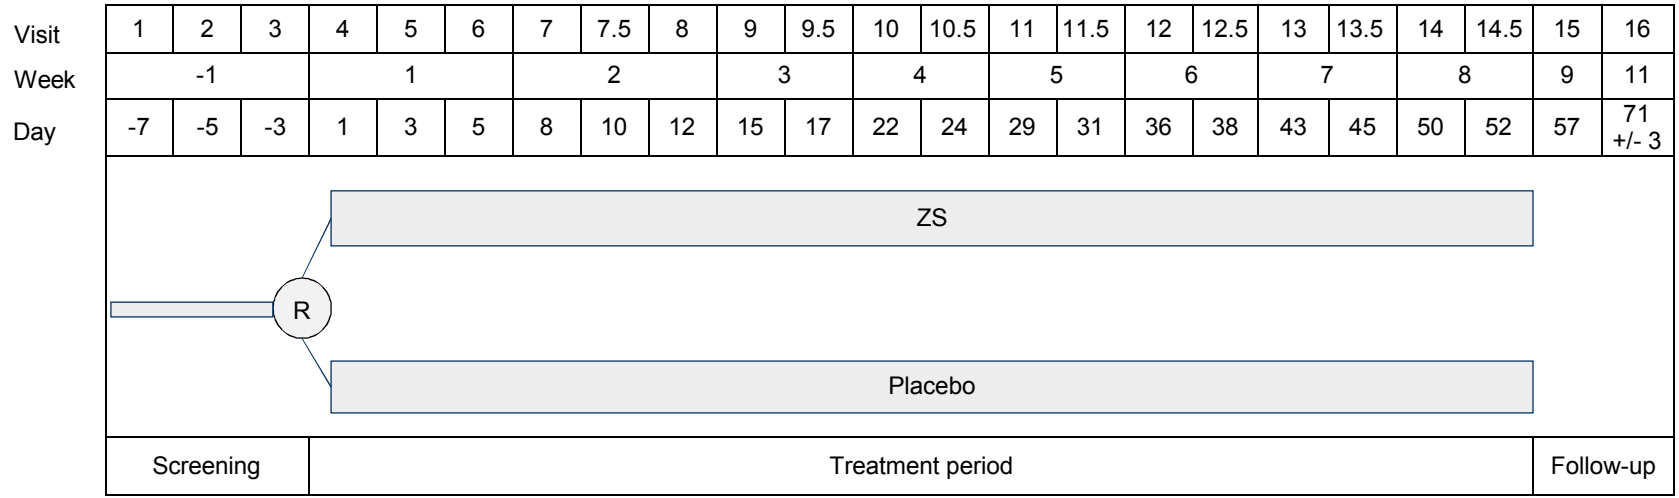 Visit 1 2 3 4 5 6 7 7.5 8 9 9.5 10 10.5 11 11.5 12 12.5 13 13.5 14 14.5 15 16
Week -1 1 2 3 4 5 6 7 8 9 11
Day -7 -5 -3 1 3 5 8 10 12 15 17 22 24 29 31 36 38 43 45 50 52 57 71
+/- 3
ZS
R
Placebo
Screening Treatment period Follow-up